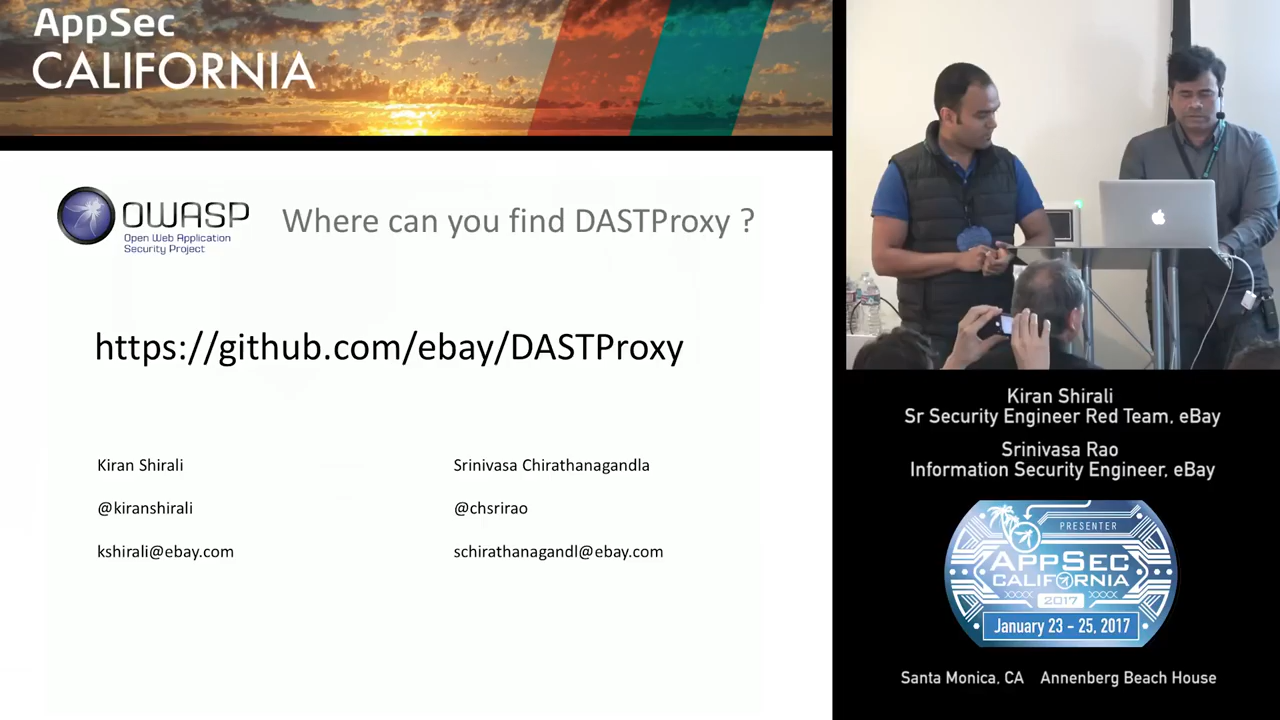 AppSec
CALIFORNIA
OWASP
Open Web Application
Security Project
Where can you find DASTProxy ?
https://github.com/ebay/DASTProxy
Kiran Shirali
Srinivasa Chirathanagandla
@kiranshirali
@chsrirao
kshirali@ebay.com
schirathanagandl@ebay.com
Kiran Shirali
Sr Security Engineer Red Team, eBay
Srinivasa Rao
Information Security Engineer, eBay
PRESENTER
APPSEC
CALIFORNIA
2017
January 23 - 25, 2017
Santa Monica, CA Annenberg Beach House